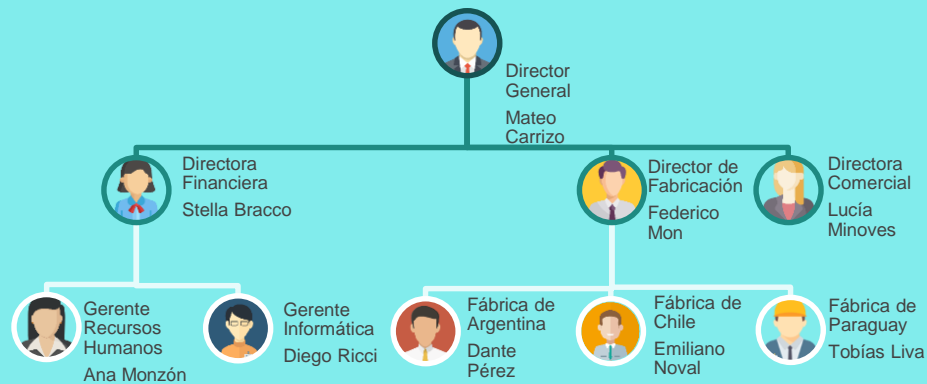 Director
General
Mateo
Carrizo
Directora
Financiera
Stella Bracco
Director de
Fabricación
Federico
Mon
Directora
Comercial
Lucía
Minoves
Gerente
Recursos
Humanos
Ana Monzón
Gerente
Informática
Diego Ricci
Fábrica de
Argentina
Dante
Pérez
Fábrica de
Chile
Emiliano
Noval
Fábrica de
Paraguay
Tobías Liva